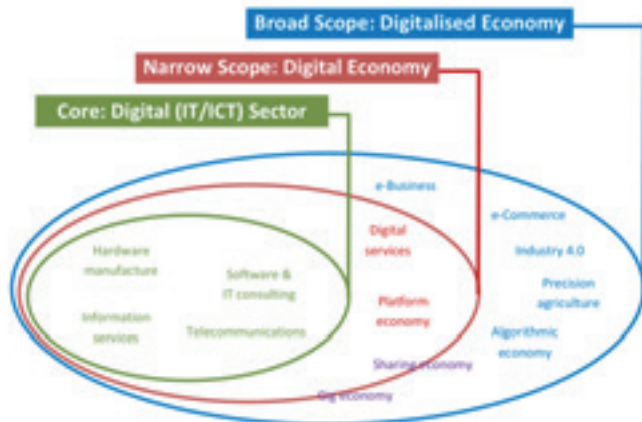 Broad Scope: Digitalised Economy
Narrow Scope: Digital Economy
Core: Digital (IT/ICT) Sector
e-Business
e-Commerce
Digital
services
Industry 4.0
Hardware
manufacture
Software &
IT consulting
Precision
agriculture
Platform
economy
Information
services
Telecommunications
Algorithmic
economy
Sharing economy
Gig economy